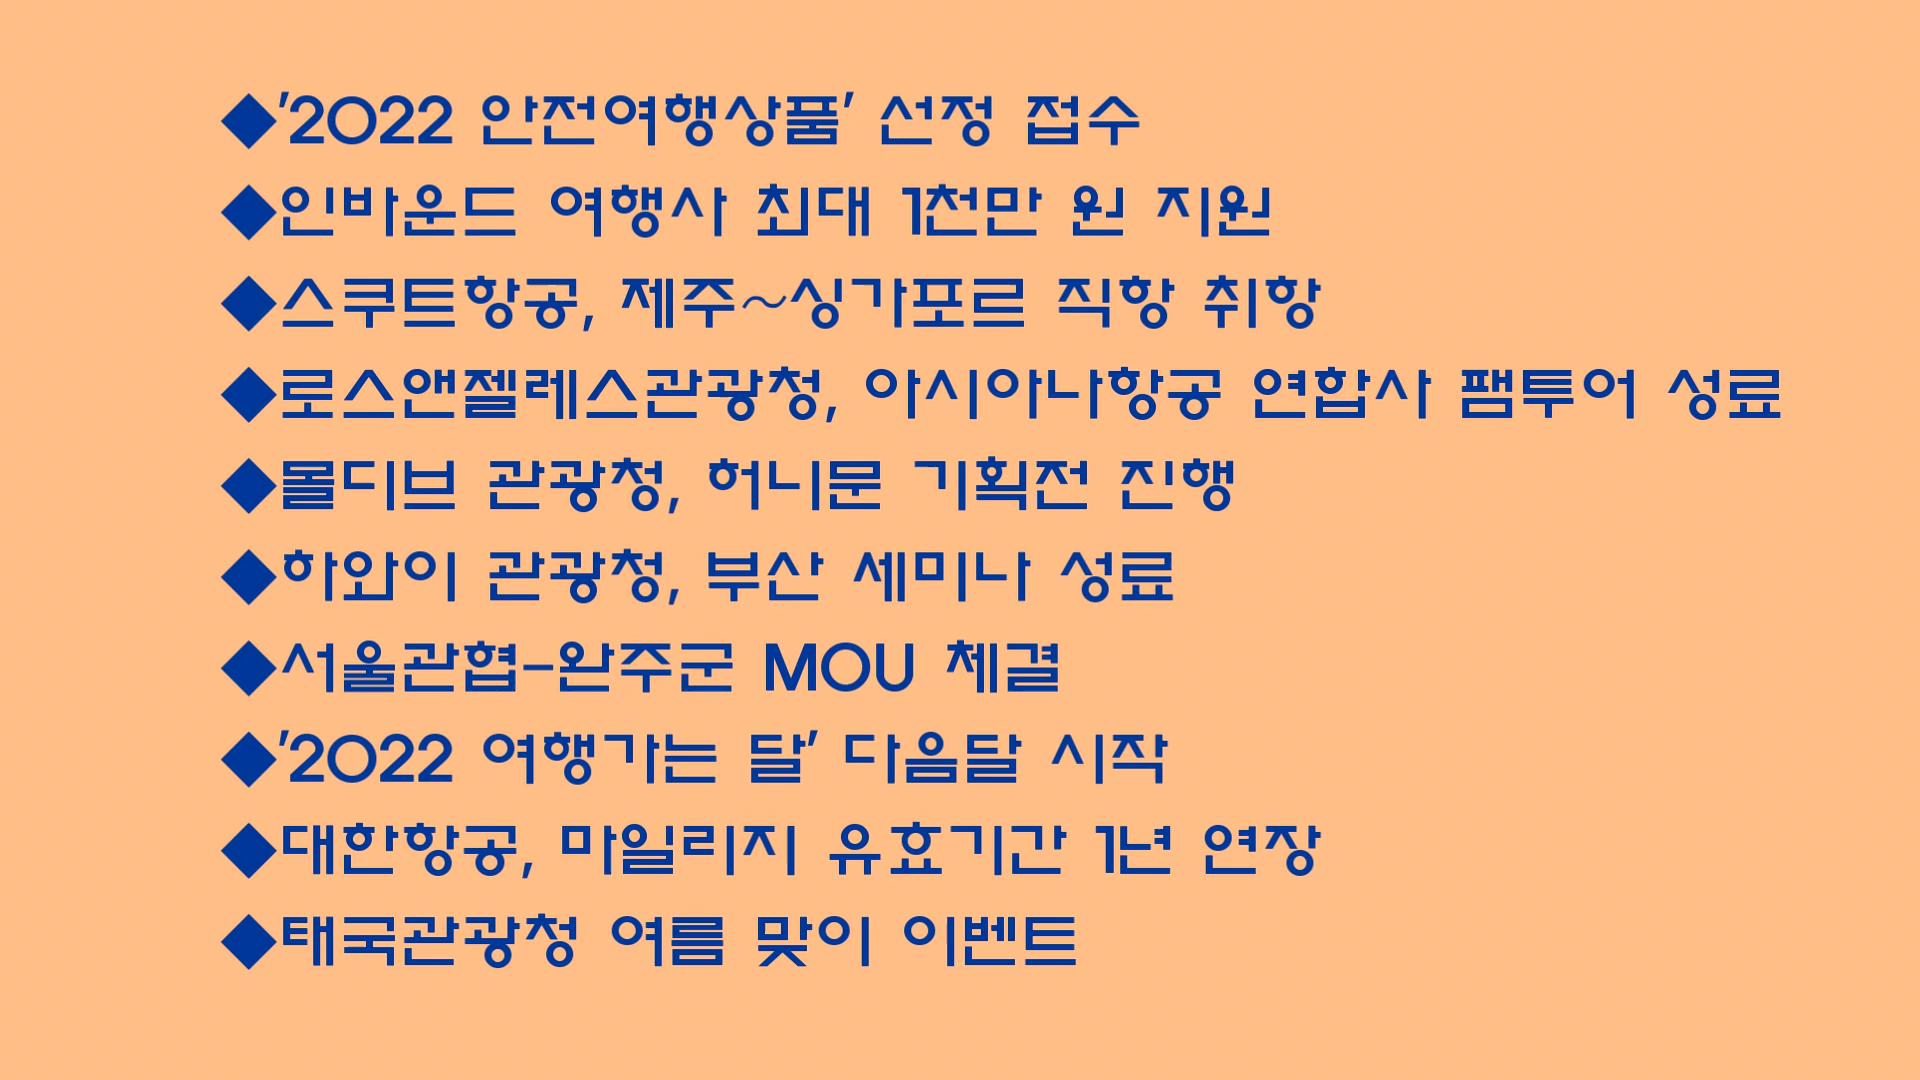 ◆'2022 안전여행상품' 선정 접수
◆인바운드 여행사 최대 1천만 원 지원
◆스쿠트항공, 제주~싱가포르 직항 취항
◆로스앤젤레스관광청, 아시아나항공 연합사 팸투어 성료
◆몰디브 관광청, 허니문 기획전 진행
◆하와이 관광청, 부산 세미나 성료
◆서울관협-완주군 MOU 체결
◆'2022 여행가는 달' 다음달 시작
◆대한항공, 마일리지 유효기간 1년 연장
◆태국관광청 여름 맞이 이벤트